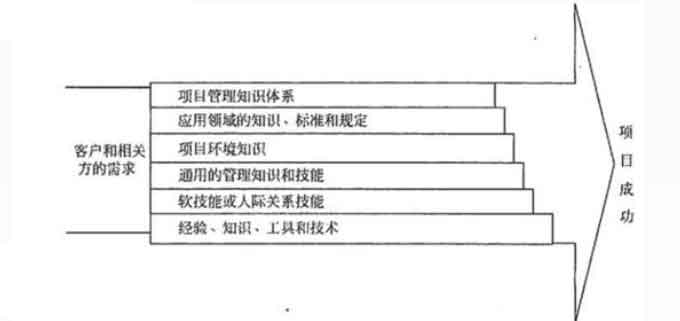 项目管理知识体系
应用领域的知识、标准和规定
项目环境知识
客户和相关
方的需求
通用的管理知识和技能
软技能或人际关系技能
经验、知识、工具和技术
项
目
成
功